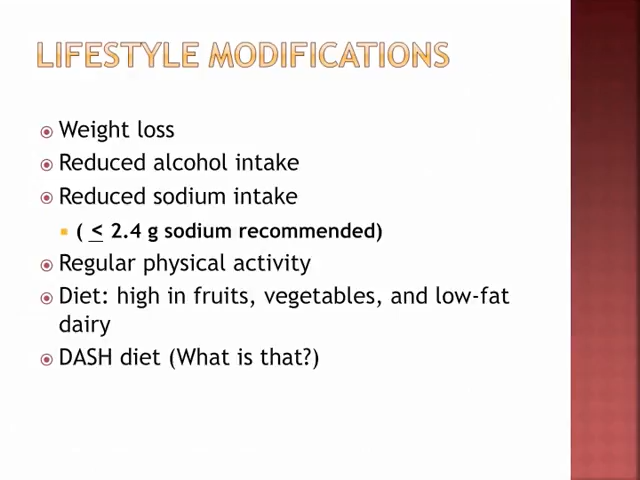 LIFESTYLE MODIFICATIONS
Weight loss
Reduced alcohol intake
Reduced sodium intake
( < 2.4 g sodium recommended)
Regular physical activity
Diet: high in fruits, vegetables, and low-fat
dairy
DASH diet (What is that?)